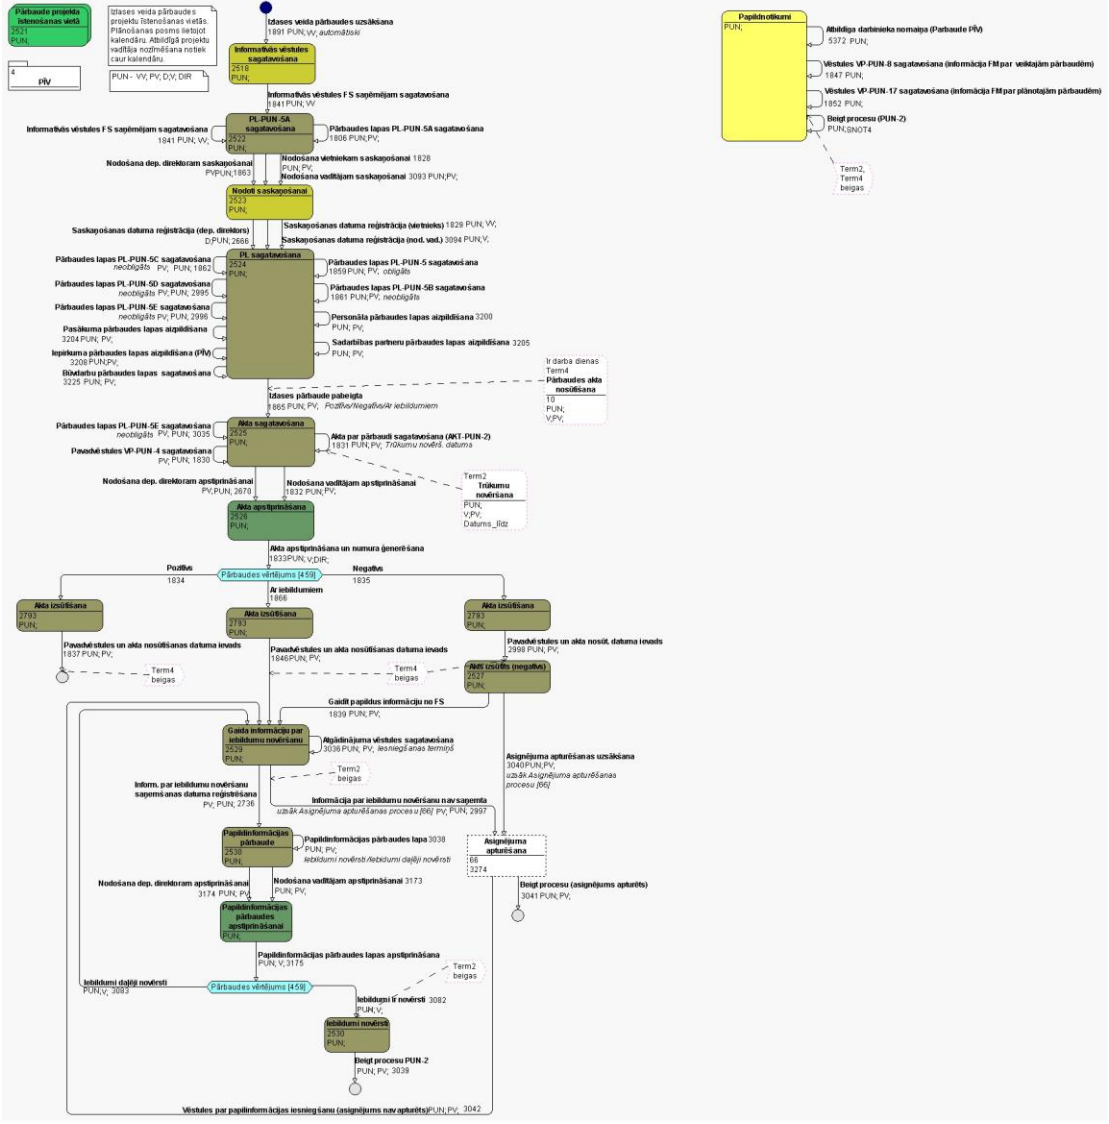 Pārbaude projekta
īstenošanas vietā
2521
PUN;
4
PĪV
Izlases veida pārbaudes
projektu īstenošanas vietās.
Plānošanas posms lietojot
kalendāru. Atbildīgā projektu
vadītāja nozīmēšana notiek
caur kalendāru.
PUN - VV; PV; D;V; DIR
Izlases veida pārbaudes uzsākšana
1891 PUN; VV; automātiski
Informatīvās vēstules
sagatavošana
2518
PUN;
Informatīvās vēstules FS saņēmējam sagatavošana
1841 PUN; VV
PL-PUN-5A
sagatavošana
2522
PUN;
Informatīvās vēstules FS saņēmējam sagatavošana
1841 PUN; VV;
Pārbaudes lapas PL-PUN-5A sagatavošana
1806 PUN;PV;
Nodošana dep. direktoram saskaņošanai
PV;PUN; 1863
Nodošana vietniekam saskaņošanai 1828
PUN; PV;
Nodošana vadītājam saskaņošanai 3093 PUN;PV;
Nodoti saskaņošanai
2523
PUN;
Saskaņošanas datuma reģistrācija (dep. direktors)
D;PUN; 2666
Saskaņošanas datuma reģistrācija (vietnieks) 1829 PUN; VV;
Saskaņošanas datuma reģistrācija (nod. vad.) 3094 PUN;V;
PL sagatavošana
2524
PUN;
Pārbaudes lapas PL-PUN-5C sagatavošana
neobligāts PV; PUN; 1862
Pārbaudes lapas PL-PUN-5D sagatavošana
neobligāts PV; PUN; 2995
Pārbaudes lapas PL-PUN-5E sagatavošana
neobligāts PV; PUN; 2996
Pasākuma pārbaudes lapas aizpildīšana
3204 PUN; PV;
Iepirkuma pārbaudes lapas aizpildīšana (PĪV)
3208 PUN;PV;
Būvdarbu pārbaudes lapas sagatavošana
3225 PUN; PV;
Pārbaudes lapas PL-PUN-5 sagatavošana
1859 PUN; PV; obligāts
Pārbaudes lapas PL-PUN-5B sagatavošana
1861 PUN; PV; neobligāts
Personāla pārbaudes lapas aizpildīšana 3200
PUN; PV;
Sadarbības partneru pārbaudes lapas aizpildīšana 3205
PUN; PV;
Ir darba dienas
Term4
Pārbaudes akta
nosūtīšana
10
PUN;
V;PV;
Izlases pārbaude pabeigta
1865 PUN; PV; Pozitīvs/Negatīvs/Ar iebildumiem
Akta sagatavošana
2525
PUN;
Pārbaudes lapas PL-PUN-5E sagatavošana
neobligāts PV; PUN; 3035
Pavadvēstules VP-PUN-4 sagatavošana
PV; PUN; 1830
Akta par pārbaudi sagatavošana (AKT-PUN-2)
1831 PUN; PV; Trūkumu novērš. datums
Term2
Trūkumu
novēršana
PUN;
V;PV;
Datums_līdz
Nodošana dep. direktoram apstiprināšanai
PV;PUN; 2670
Nodošana vadītājam apstiprināšanai
1832 PUN; PV;
Akta apstiprināšana
2526
PUN;
Akta apstiprināšana un numura ģenerēšana
1833PUN; V;DIR;
Pārbaudes vērtējums [459]
Pozitīvs
1834
Ar iebildumiem
1866
Negatīvs
1835
Akta izsūtīšana
2793
PUN;
Akta izsūtīšana
2793
PUN;
Akta izsūtīšana
2793
PUN;
Pavadvēstules un akta nosūtīšanas datuma ievads
1837 PUN; PV;
Pavadvēstules un akta nosūtīšanas datuma ievads
1846 PUN; PV;
Pavadvēstules un akta nosūt. datuma ievads
2998 PUN; PV;
Term4
beigas
Term4
beigas
Akti izsūtīts (negatīvs)
2527
PUN;
Gaidīt papildus informāciju no FS
1839 PUN; PV;
Gaida informāciju par
iebildumu novēršanu
2529
PUN;
Atgādinājuma vēstules sagatavošana
3036 PUN; PV; Iesniegšanas termiņš
Term2
beigas
Asignējuma apturēšanas uzsākšana
3040PUN;PV;
uzsāk Asignējuma apturēšanas
procesu [66]
Inform. par iebildumu novēršanu
saņemšanas datuma reģistrēšana
PV; PUN; 2736
Informācija par iebildumu novēršanu nav saņemta
uzsāk Asignējuma apturēšanas procesu [66] PV; PUN; 2997
Papildinformācijas
pārbaude
2530
PUN;
Papildinformācijas pārbaudes lapa 3038
PUN; PV;
Iebildumi novērsti/Iebildumi daļēji novērsti
Asignējuma
apturēšana
66
3274
Nodošana dep. direktoram apstiprināšanai
3174 PUN; PV
Nodošana vadītājam apstiprināšanai 3173
PUN; PV;
Beigt procesu (asignējums apturēts)
3041 PUN; PV;
Papildinformācijas
pārbaudes
apstiprināšanai
PUN;
Papildinformācijas pārbaudes lapas apstiprināšana
PUN; V; 3175
Iebildumi daļēji novērsti
PUN;V; 3083
Pārbaudes vērtējums [459]
Term2
beigas
Iebildumi ir novērsti 3082
PUN; V;
Iebildumi novērsti
2530
PUN;
Beigt procesu PUN-2
PUN; PV; 3039
Vēstules par papilinformācijas iesniegšanu (asignējums nav apturēts)PUN; PV; 3042
Papildnotikumi
PUN;
Atbildīga darbinieka nomaiņa (Parbaude PĪV)
5372 PUN;
Vēstules VP-PUN-8 sagatavošana (informācija FM par veiktajām pārbaudēm)
1847 PUN;
Vēstules VP-PUN-17 sagatavošana (infomācija FM par plānotajām pārbaudēm)
1852 PUN;
Beigt procesu (PUN-2)
PUN;SNOT4
Term2,
Term4
beigas